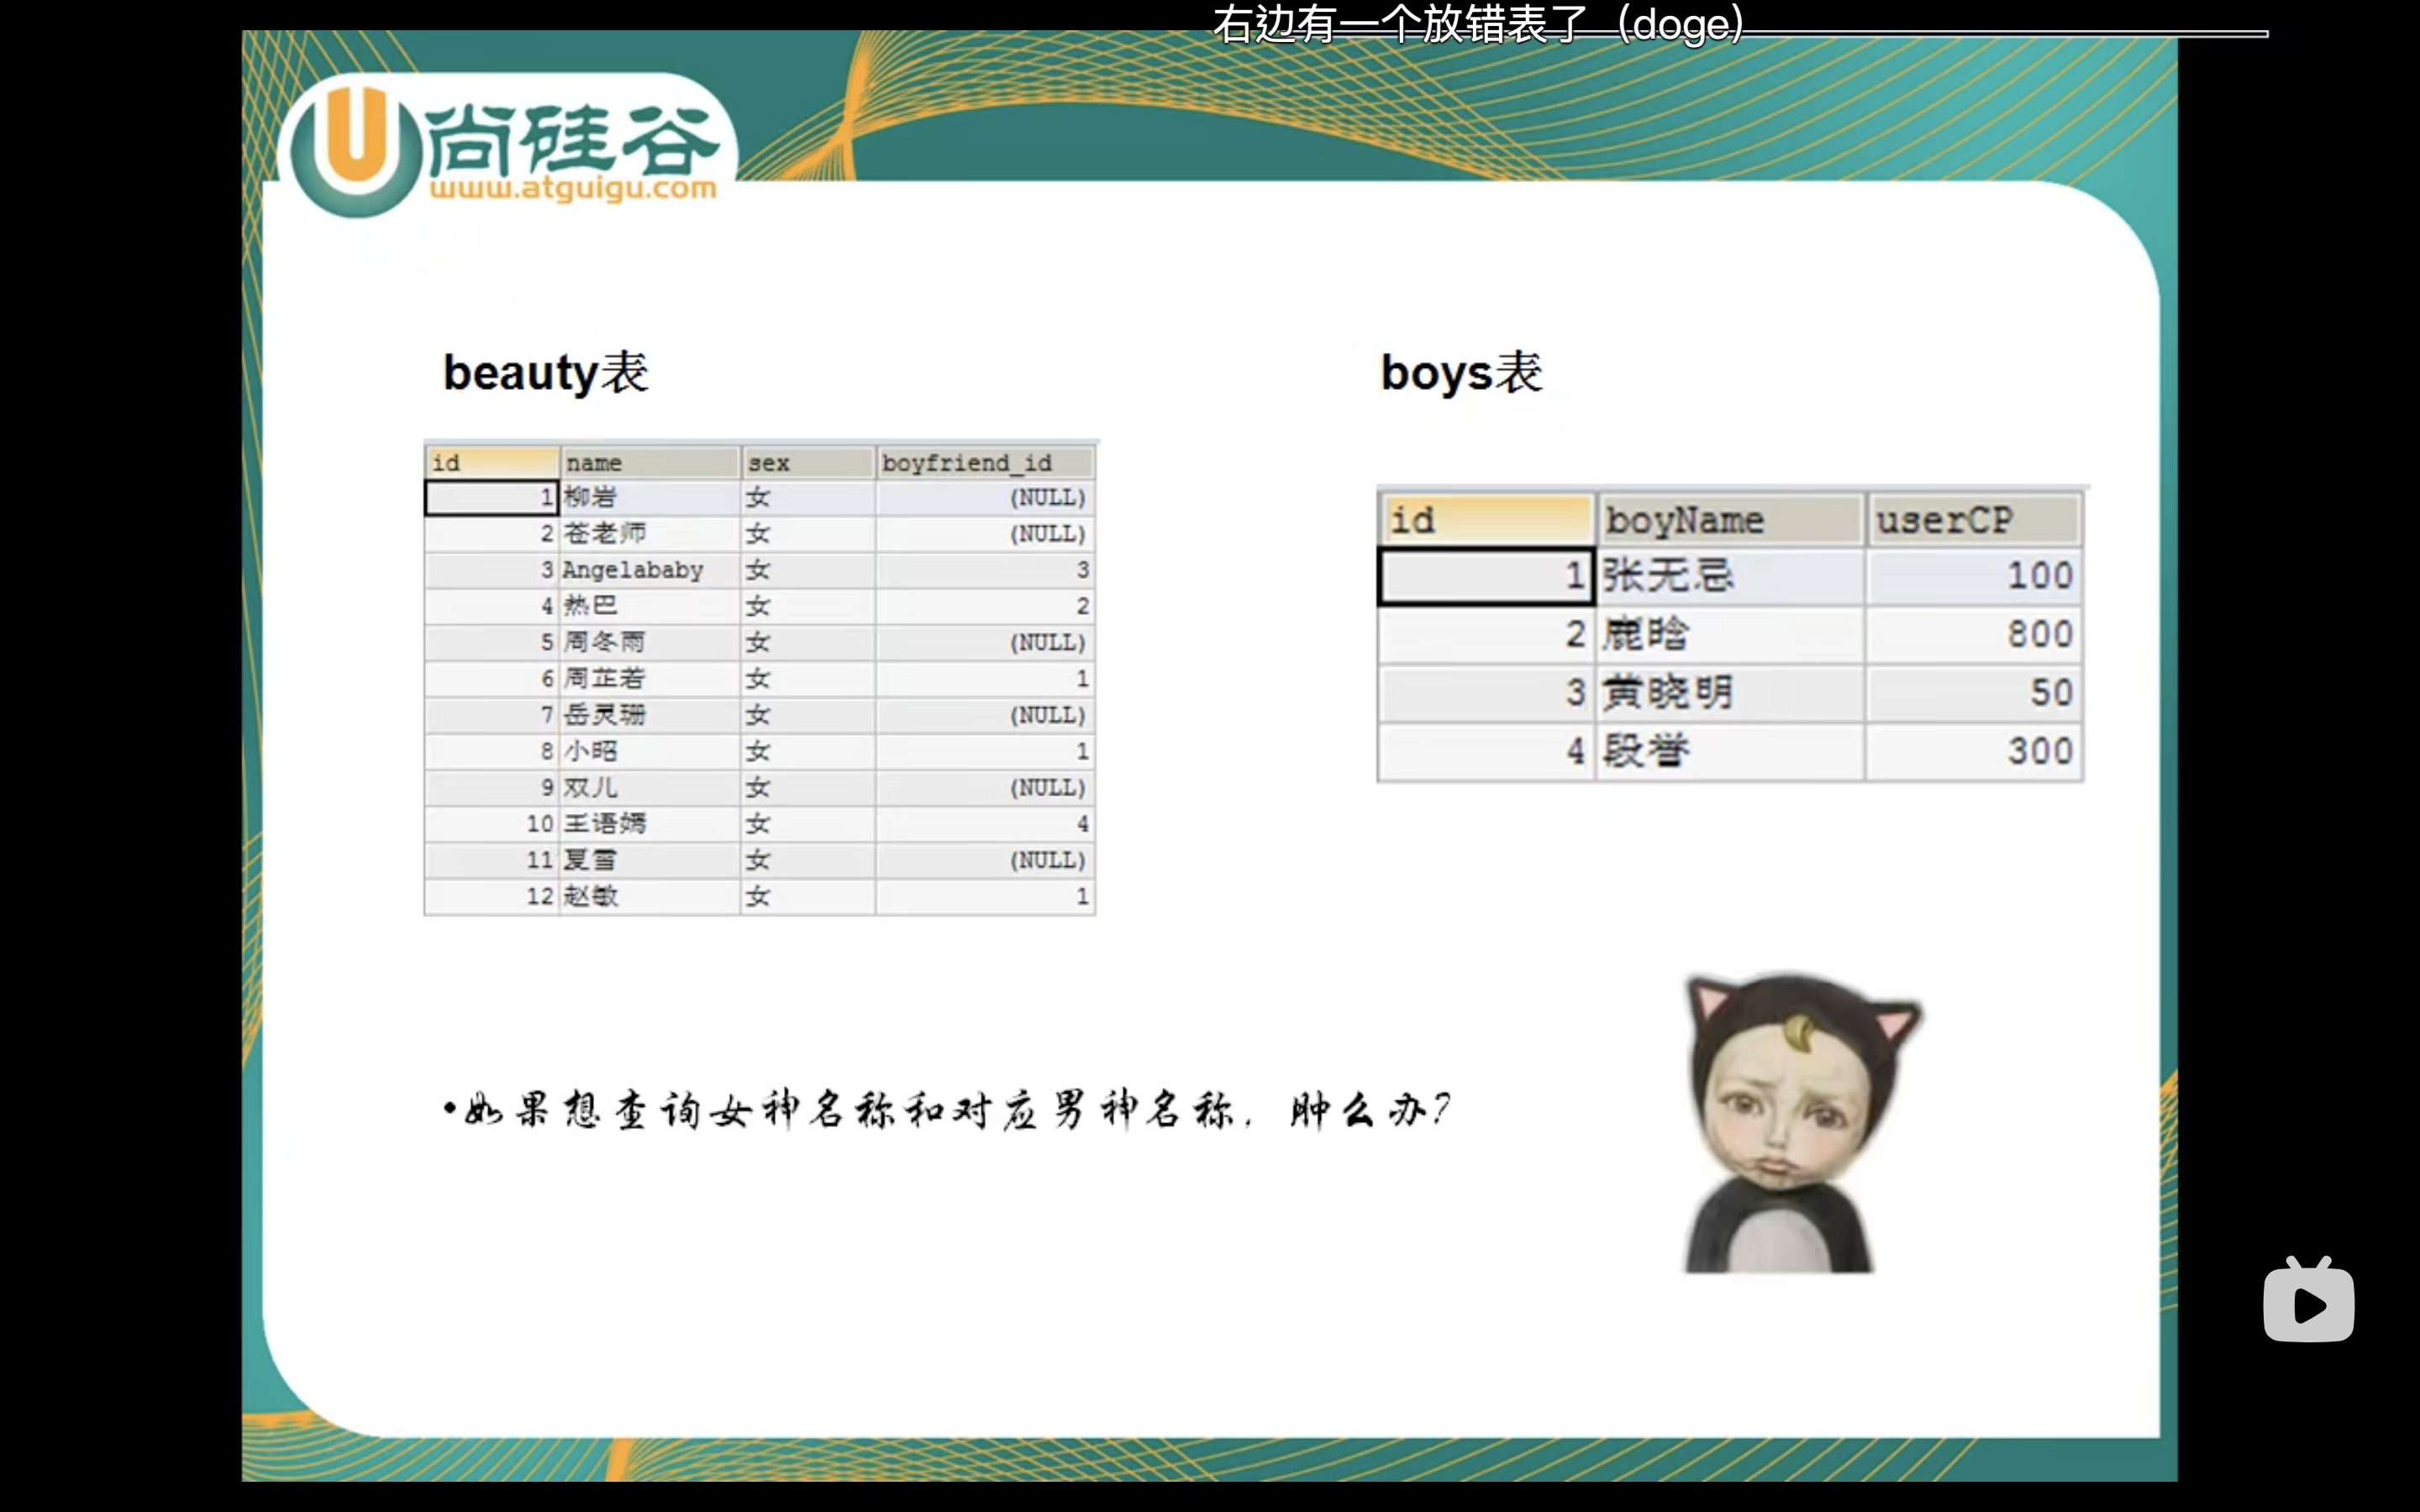 右边有一个放错表了（doge）
尚硅谷
www.atguigu.com
beauty表
id name sex boyfriend_id
1 柳岩 女 (NULL)
2 苍老师 女 (NULL)
3 Angelababy 女 3
4 热巴 女 2
5 周冬雨 女 (NULL)
6 周芷若 女 1
7 岳灵珊 女 (NULL)
8 小昭 女 1
9 双儿 女 (NULL)
10 王语嫣 女 4
11 夏雪 女 (NULL)
12 赵敏 女 1
boys表
id boyName userCP
1 张无忌 100
2 鹿晗 800
3 黄晓明 50
4 段誉 300
•如果想查询女神名称和对应男神名称，肿么办？